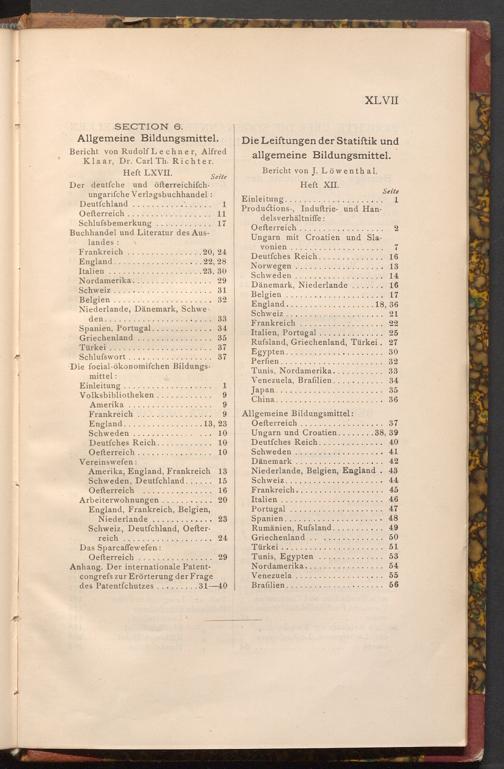 XLVII
SECTION 6.
Allgemeine Bildungsmittel.
Bericht von Rudolf Lechner, Alfred
Klaar, Dr. Carl Th. Richter.
Heft LXVII.
Seite
Der deutſche und öſterreichiſch-
ungariſche Verlagsbuchhandel:
Deutſchland . . . . . . . . . . . . . . . 1
Oeſterreich . . . . . . . . . . . . . . . 11
Schluſsbemerkung . . . . . . . . . . 17
Buchhandel und Literatur des Aus-
landes:
Frankreich . . . . . . . . . . . . . 20, 24
England . . . . . . . . . . . . . . . 22, 28
Italien . . . . . . . . . . . . . . . . 23, 30
Nordamerika . . . . . . . . . . . . . . 29
Schweiz . . . . . . . . . . . . . . . . . 31
Belgien . . . . . . . . . . . . . . . . . 32
Niederlande, Dänemark, Schwe-
den . . . . . . . . . . . . . . . . . . 33
Spanien, Portugal . . . . . . . . . . 34
Griechenland . . . . . . . . . . . . . 35
Türkei . . . . . . . . . . . . . . . . . . 37
Schluſswort . . . . . . . . . . . . . . 37
Die ſocial-ökonomiſchen Bildungs-
mittel:
Einleitung . . . . . . . . . . . . . . . 1
Volksbibliotheken . . . . . . . . . . 9
Amerika . . . . . . . . . . . . . . . 9
Frankreich . . . . . . . . . . . . . . 9
England . . . . . . . . . . . . . . 13, 23
Schweden . . . . . . . . . . . . . . 10
Deutſches Reich . . . . . . . . . . 10
Oeſterreich . . . . . . . . . . . . . 10
Vereinsweſen:
Amerika, England, Frankreich 13
Schweden, Deutſchland . . . . . 15
Oeſterreich . . . . . . . . . . . . . 16
Arbeiterwohnungen . . . . . . . . . 20
England, Frankreich, Belgien,
Niederlande . . . . . . . . . . . . 23
Schweiz, Deutſchland, Oeſter-
reich . . . . . . . . . . . . . . . . . 24
Das Sparcaſſeweſen:
Oeſterreich . . . . . . . . . . . . . . 29
Anhang. Der internationale Patent-
congreſs zur Erörterung der Frage
des Patentſchutzes . . . . . . . . . 31—40
Die Leiſtungen der Statiſtik und
allgemeine Bildungsmittel.
Bericht von J. Löwenthal.
Heft XII.
Seite
Einleitung . . . . . . . . . . . . . . . . 1
Productions-, Induſtrie- und Han-
delsverhältniſſe:
Oeſterreich . . . . . . . . . . . . . . . 2
Ungarn mit Croatien und Sla-
vonien . . . . . . . . . . . . . . . . 7
Deutſches Reich . . . . . . . . . . . 16
Norwegen . . . . . . . . . . . . . . . 13
Schweden . . . . . . . . . . . . . . . 14
Dänemark, Niederlande . . . . . . 16
Belgien . . . . . . . . . . . . . . . . . 17
England . . . . . . . . . . . . . . . 18, 36
Schweiz . . . . . . . . . . . . . . . . . 21
Frankreich . . . . . . . . . . . . . . . 22
Italien, Portugal . . . . . . . . . . . 25
Ruſsland, Griechenland, Türkei . 27
Egypten . . . . . . . . . . . . . . . . . 30
Perſien . . . . . . . . . . . . . . . . . 32
Tunis, Nordamerika . . . . . . . . . 33
Venezuela, Braſilien . . . . . . . . . 34
Japan . . . . . . . . . . . . . . . . . . 35
China . . . . . . . . . . . . . . . . . . 36
Allgemeine Bildungsmittel:
Oeſterreich . . . . . . . . . . . . . . 37
Ungarn und Croatien . . . . . . . 38, 39
Deutſches Reich . . . . . . . . . . . 40
Schweden . . . . . . . . . . . . . . . 41
Dänemark . . . . . . . . . . . . . . . 42
Niederlande, Belgien, England . 43
Schweiz . . . . . . . . . . . . . . . . . 44
Frankreich . . . . . . . . . . . . . . . 45
Italien . . . . . . . . . . . . . . . . . 46
Portugal . . . . . . . . . . . . . . . . 47
Spanien . . . . . . . . . . . . . . . . . 48
Rumänien, Ruſsland . . . . . . . . . 49
Griechenland . . . . . . . . . . . . . 50
Türkei . . . . . . . . . . . . . . . . . . 51
Tunis, Egypten . . . . . . . . . . . . 53
Nordamerika . . . . . . . . . . . . . . 54
Venezuela . . . . . . . . . . . . . . . 55
Braſilien . . . . . . . . . . . . . . . . 56